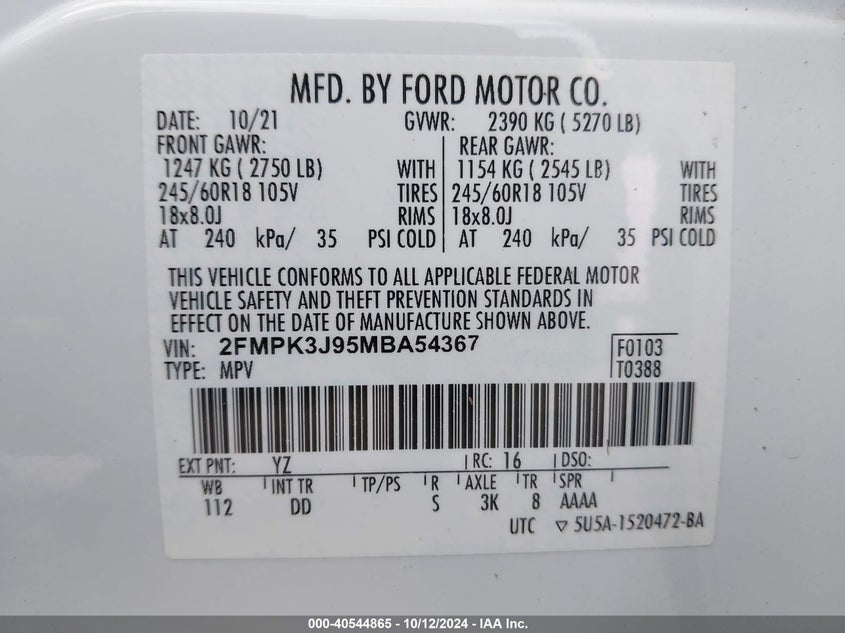 MFD. BY FORD MOTOR CO.
DATE: 10/21 GVWR: 2390 KG ( 5270 LB)
FRONT GAWR: REAR GAWR:
1247 KG ( 2750 LB) WITH 1154 KG ( 2545 LB) WITH
245/60R18 105V TIRES 245/60R18 105V TIRES
18x8.0J RIMS 18x8.0J RIMS
AT 240 kPa/ 35 PSI COLD AT 240 kPa/ 35 PSI COLD
THIS VEHICLE CONFORMS TO ALL APPLICABLE FEDERAL MOTOR
VEHICLE SAFETY AND THEFT PREVENTION STANDARDS IN
EFFECT ON THE DATE OF MANUFACTURE SHOWN ABOVE.
VIN: 2FMPK3J95MBA54367 F0103
TYPE: MPV T0388
EXT PNT: YZ RC: 16 DSO:
WB INT TR TP/PS R AXLE TR SPR
112 DD S 3K 8 AAAA
UTC ▽ 5U5A-1520472-BA
000-40544865 - 10/12/2024 - IAA Inc.